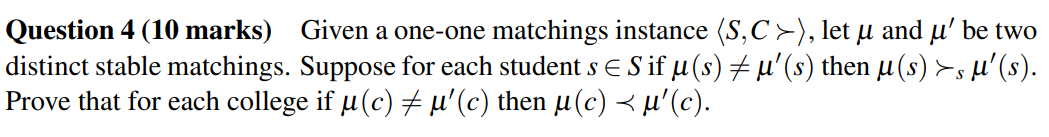 Question 4 (10 marks) Given a one-one matchings instance ⟨S,C ≻⟩, let μ and μ′ be two
distinct stable matchings. Suppose for each student s ∈ S if μ(s) ≠ μ′(s) then μ(s) ≻ₛ μ′(s).
Prove that for each college if μ(c) ≠ μ′(c) then μ(c) ≺ μ′(c).